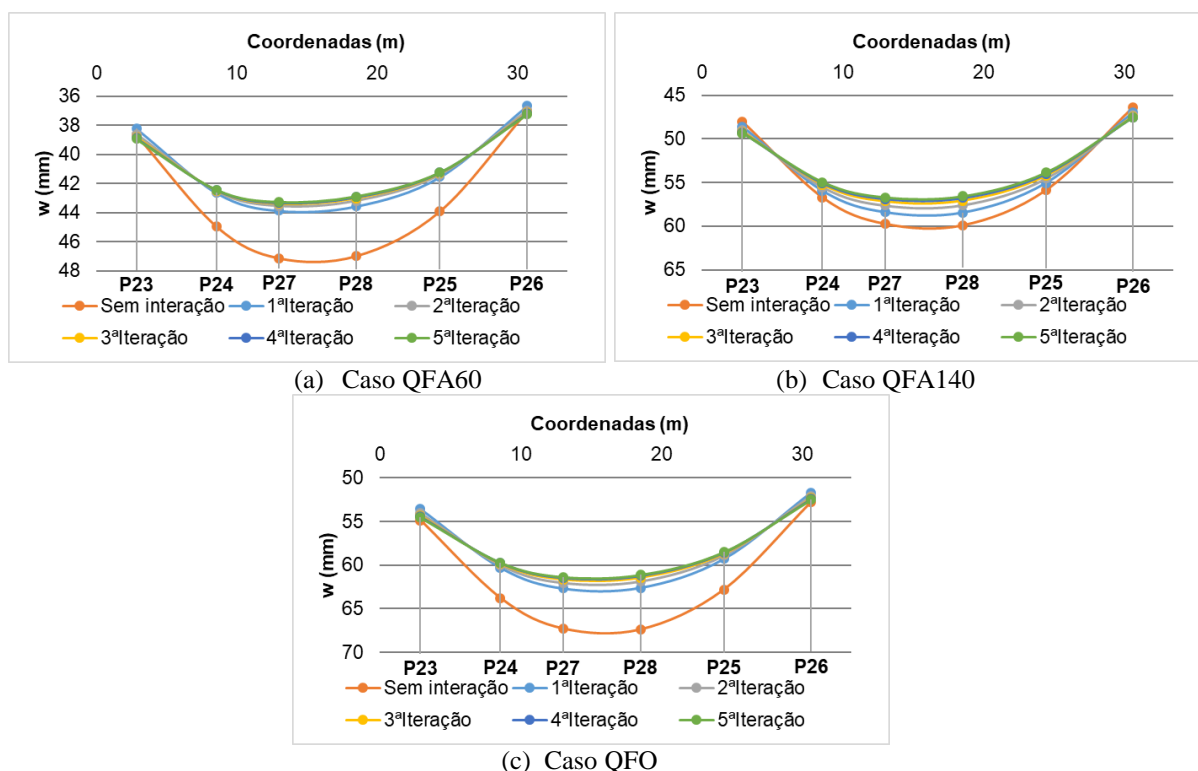 Coordenadas (m)
0 10 20 30
36
38
40
42
44
46
48
w (mm)
P23 P24 P27 P28 P25 P26
Sem interação 1ªIteração 2ªIteração
3ªIteração 4ªIteração 5ªIteração
(a) Caso QFA60
Coordenadas (m)
0 10 20 30
45
50
55
60
65
w (mm)
P23 P24 P27 P28 P25 P26
Sem interação 1ªIteração 2ªIteração
3ªIteração 4ªIteração 5ªIteração
(b) Caso QFA140
Coordenadas (m)
0 10 20 30
50
55
60
65
70
w (mm)
P23 P24 P27 P28 P25 P26
Sem interação 1ªIteração 2ªIteração
3ªIteração 4ªIteração 5ªIteração
(c) Caso QFO